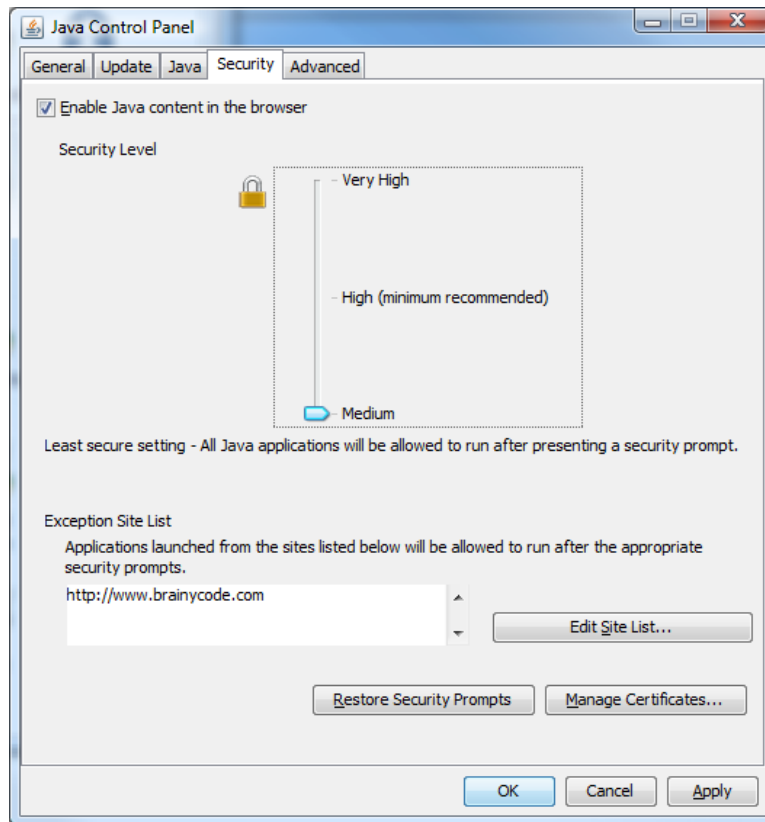 Java Control Panel
General Update Java Security Advanced
Enable Java content in the browser
Security Level
Very High
High (minimum recommended)
Medium
Least secure setting - All Java applications will be allowed to run after presenting a security prompt.
Exception Site List
Applications launched from the sites listed below will be allowed to run after the appropriate
security prompts.
http://www.brainycode.com
Edit Site List...
Restore Security Prompts Manage Certificates...
OK Cancel Apply